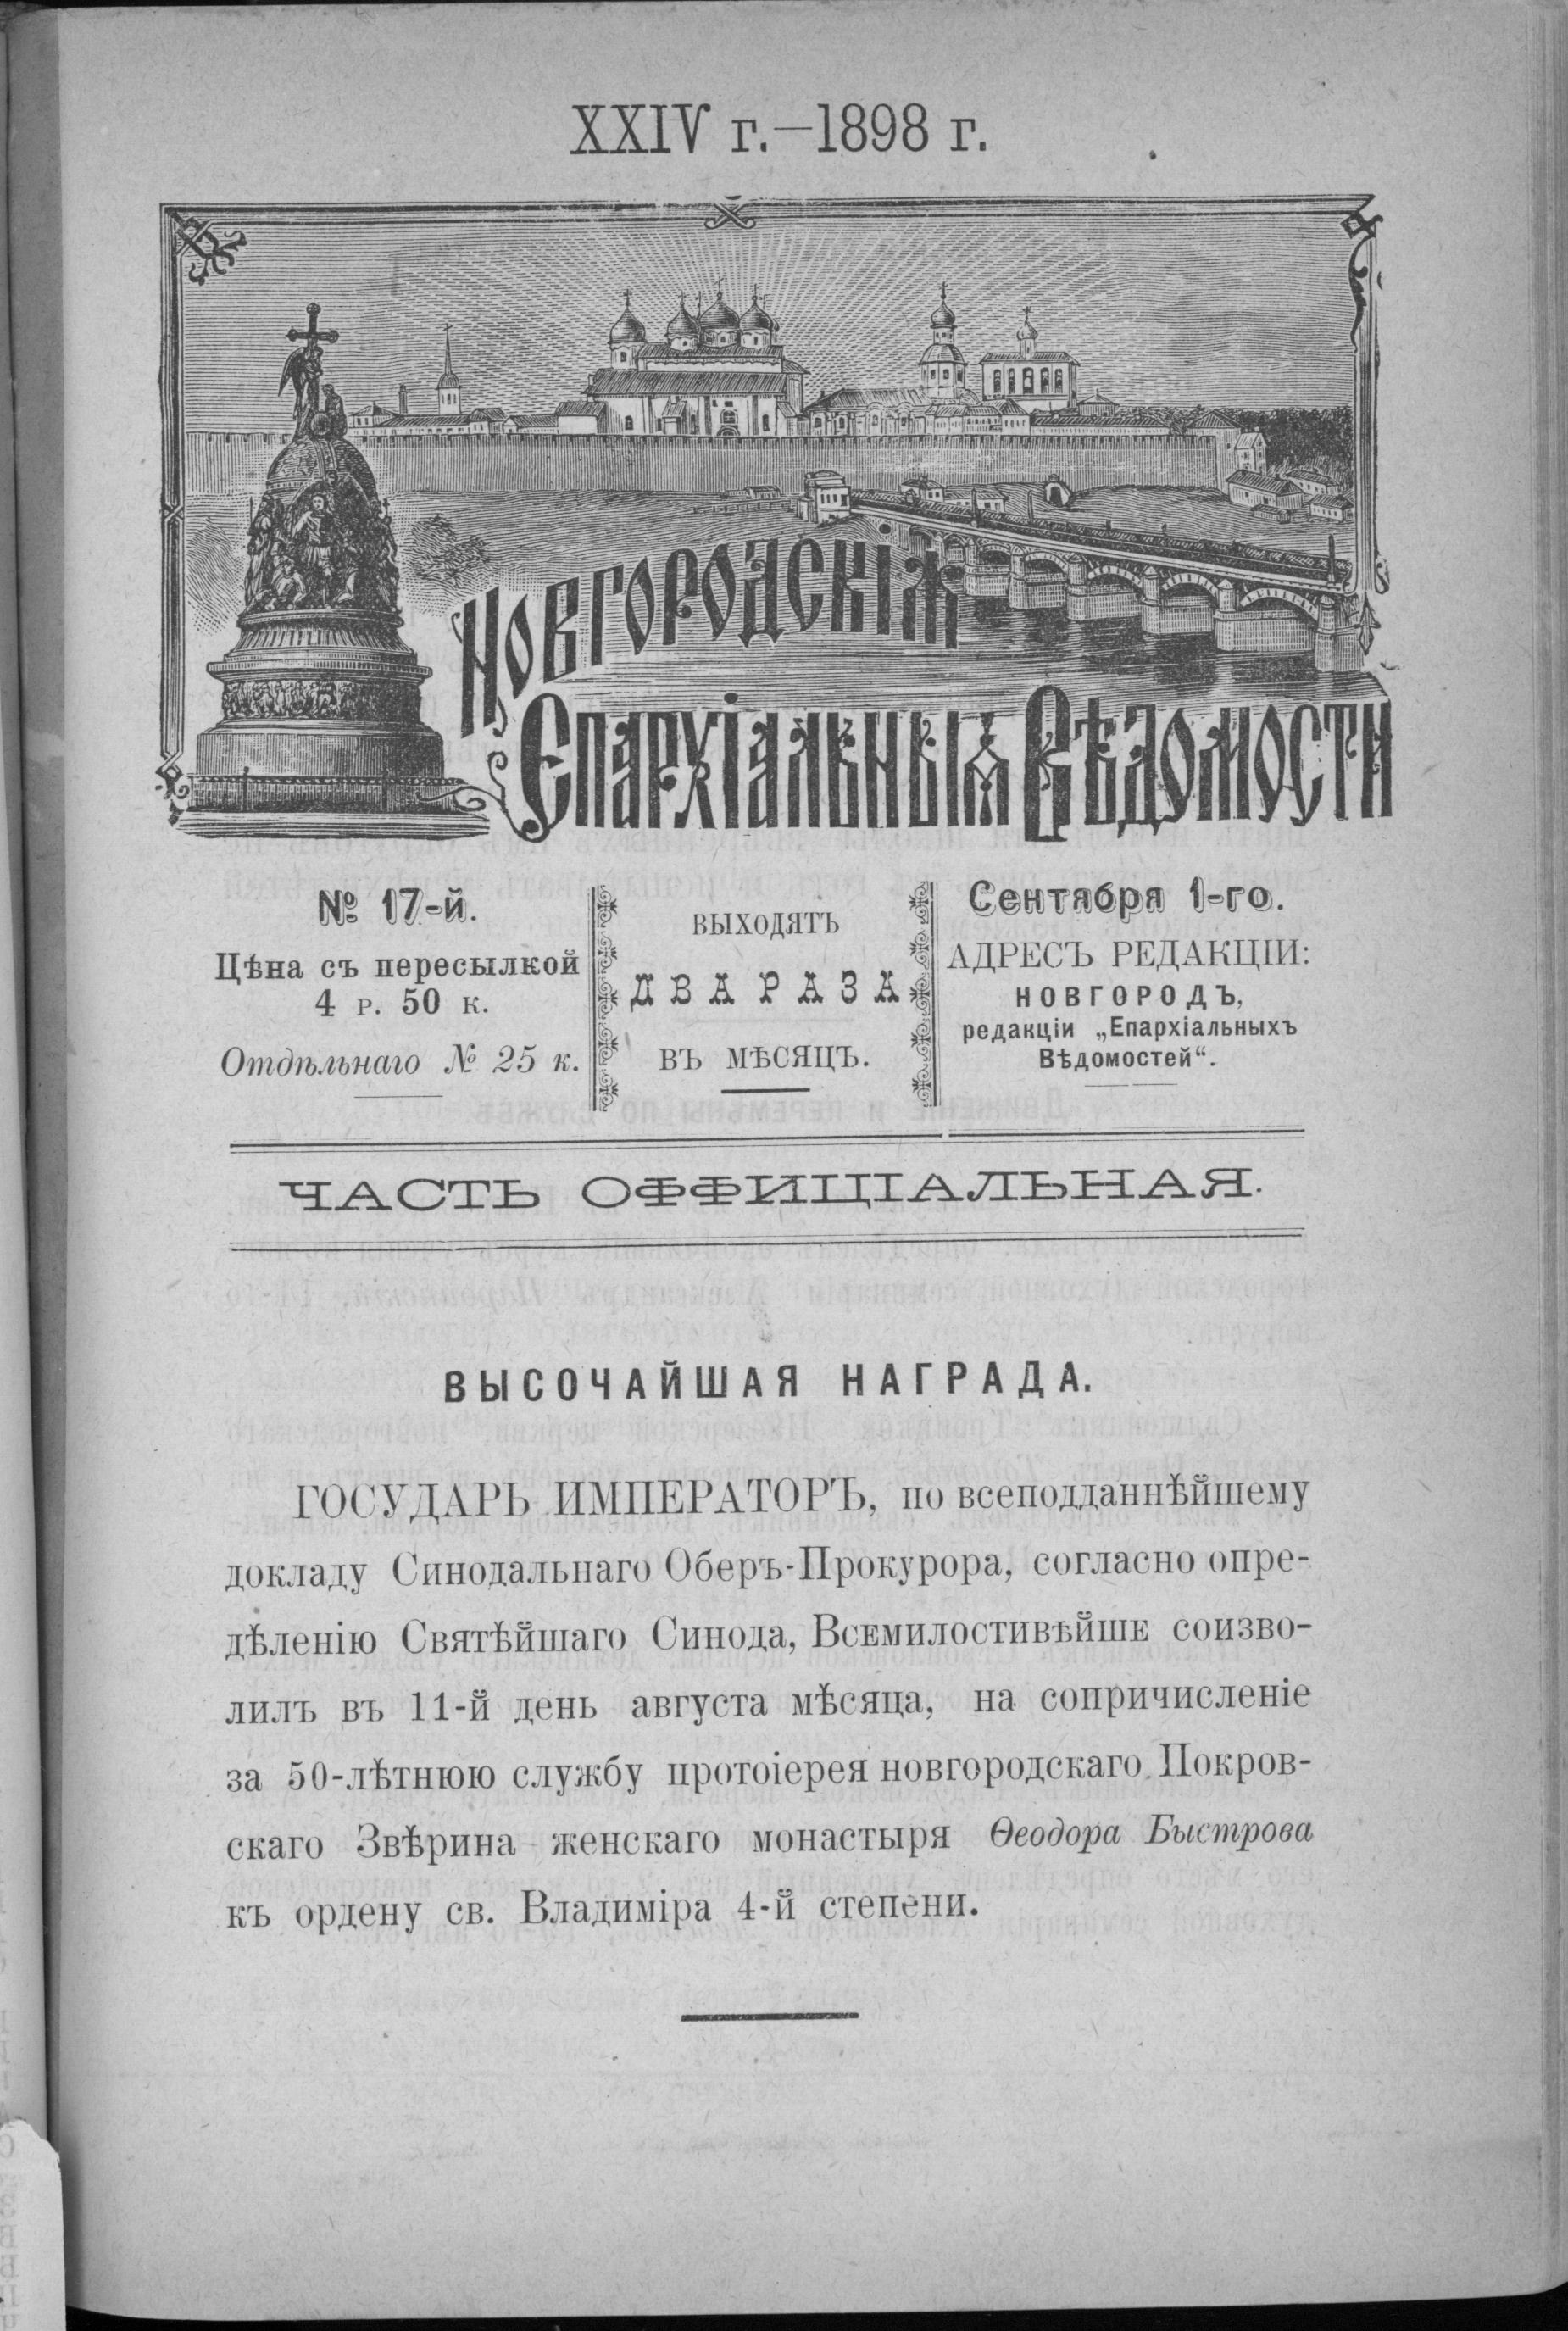 XXIV г.—1898 г.
Новгородскія
Епархіальныя Вѣдомости
№ 17-й.
Цѣна съ пересылкой
4 р. 50 к.
Отдѣльнаго № 25 к.
ВЫХОДЯТЪ
ДВА РАЗА
ВЪ МѢСЯЦЪ.
Сентября 1-го.
АДРЕСЪ РЕДАКЦІИ:
НОВГОРОДЪ,
редакціи „Епархіальныхъ
Вѣдомостей“.
ЧАСТЬ ОФФИЦІАЛЬНАЯ.
ВЫСОЧАЙШАЯ НАГРАДА.
ГОСУДАРЬ ИМПЕРАТОРЪ, по всеподданнѣйшему
докладу Синодальнаго Оберъ-Прокурора, согласно опре-
дѣленію Святѣйшаго Синода, Всемилостивѣйше соизво-
лилъ въ 11-й день августа мѣсяца, на сопричисленіе
за 50-лѣтнюю службу протоіерея новгородскаго Покров-
скаго Звѣрина женскаго монастыря Ѳеодора Быстрова
къ ордену св. Владиміра 4-й степени.